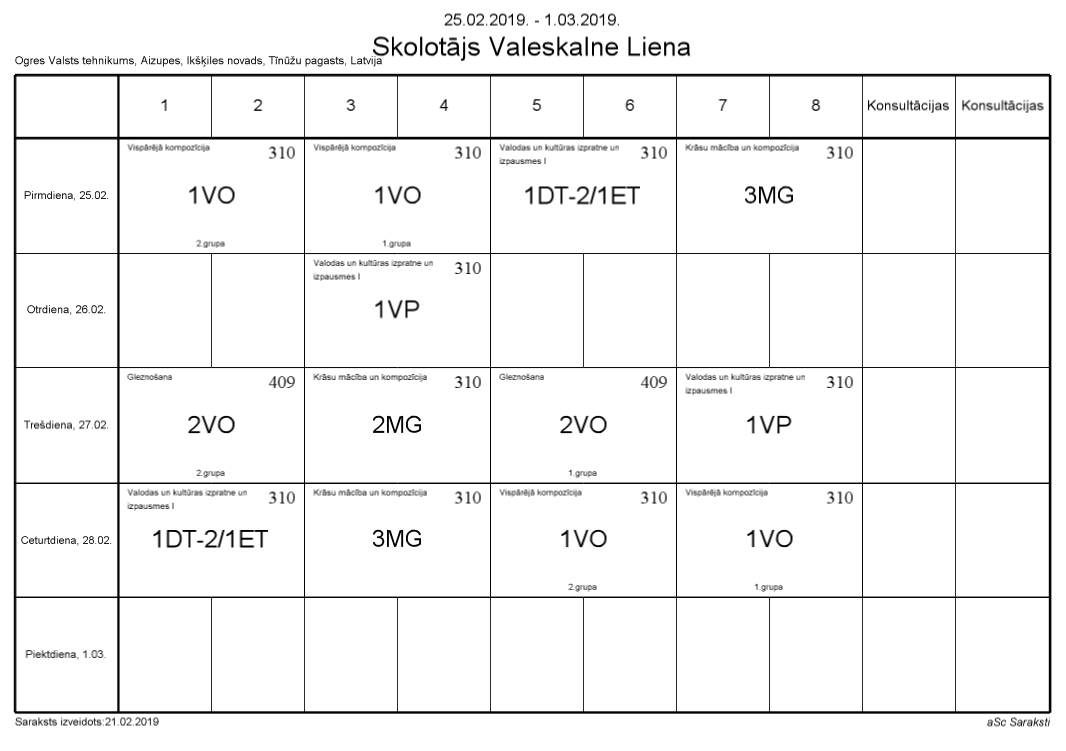 25.02.2019. - 1.03.2019.
Skolotājs Valeskalne Liena
Ogres Valsts tehnikums, Aizupes, Ikšķiles novads, Tīnūžu pagasts, Latvija
1 2 3 4 5 6 7 8 Konsultācijas Konsultācijas
Pirmdiena, 25.02.
Vispārējā kompozīcija 310
1VO
2.grupa
Vispārējā kompozīcija 310
1VO
1.grupa
Valodas un kultūras izpratne un
izpausmes I
310
1DT-2/1ET
Krāsu mācība un kompozīcija 310
3MG
Otrdiena, 26.02.
Valodas un kultūras izpratne un
izpausmes I
310
1VP
Trešdiena, 27.02.
Gleznošana 409
2VO
2.grupa
Krāsu mācība un kompozīcija 310
2MG
Gleznošana 409
2VO
1.grupa
Valodas un kultūras izpratne un
izpausmes I
310
1VP
Ceturtdiena, 28.02.
Valodas un kultūras izpratne un
izpausmes I
310
1DT-2/1ET
Krāsu mācība un kompozīcija 310
3MG
Vispārējā kompozīcija 310
1VO
2.grupa
Vispārējā kompozīcija 310
1VO
1.grupa
Piektdiena, 1.03.
Saraksts izveidots:21.02.2019
aSc Saraksti